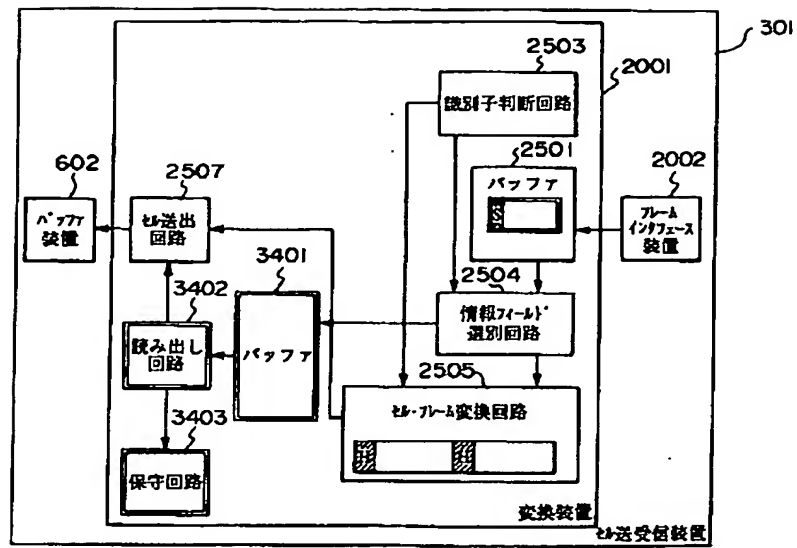 301
2503
2001
識別子判断回路
2501
バッファ
S
2002
フレーム
インタフェース
装置
602
バッファ
装置
2507
セル送出
回路
3401
バッファ
2504
情報フィールド
選別回路
3402
読み出し
回路
2505
セル・フレーム変換回路
H
H
3403
保守回路
変換装置
セル送受信装置